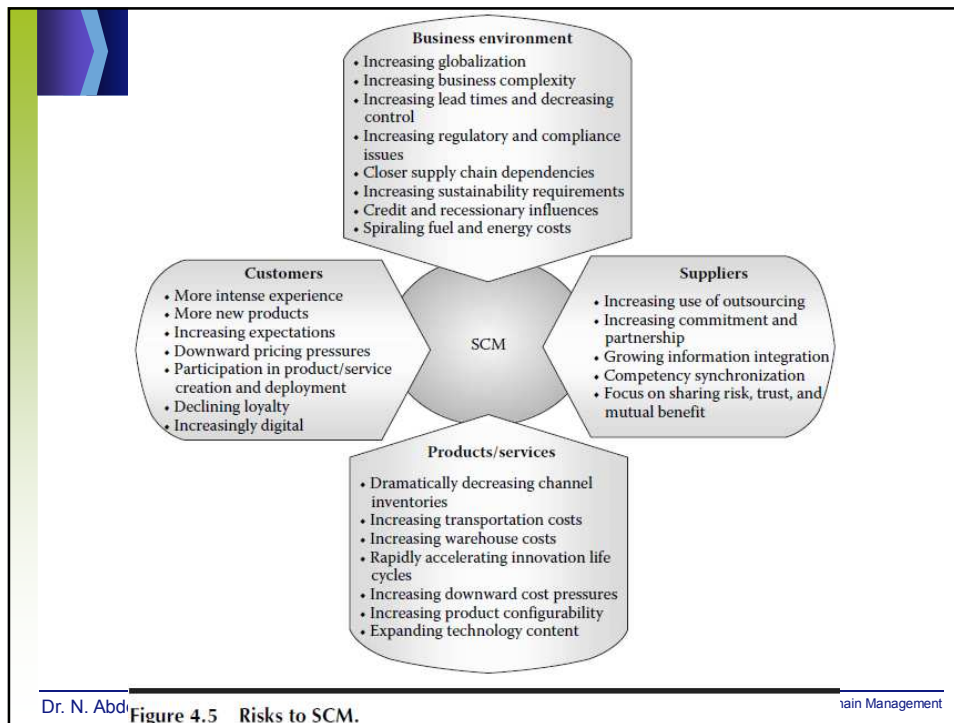 Business environment
• Increasing globalization
• Increasing business complexity
• Increasing lead times and decreasing
control
• Increasing regulatory and compliance
issues
• Closer supply chain dependencies
• Increasing sustainability requirements
• Credit and recessionary influences
• Spiraling fuel and energy costs
Customers
• More intense experience
• More new products
• Increasing expectations
• Downward pricing pressures
• Participation in product/service
creation and deployment
• Declining loyalty
• Increasingly digital
SCM
Suppliers
• Increasing use of outsourcing
• Increasing commitment and
partnership
• Growing information integration
• Competency synchronization
• Focus on sharing risk, trust, and
mutual benefit
Products/services
• Dramatically decreasing channel
inventories
• Increasing transportation costs
• Increasing warehouse costs
• Rapidly accelerating innovation life
cycles
• Increasing downward cost pressures
• Increasing product configurability
• Expanding technology content
Dr. N.
Management
Figure 4.5 Risks to SCM.